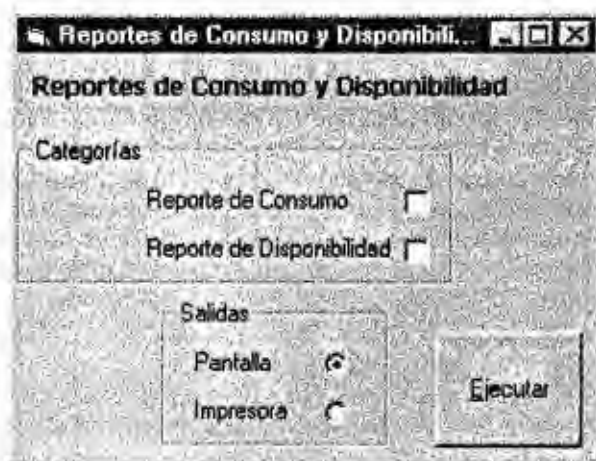 Reportes de Consumo y Disponibili...
Reportes de Consumo y Disponibilidad
Categorías
Reporte de Consumo
Reporte de Disponibilidad
Salidas
Pantalla
Impresora
Ejecutar